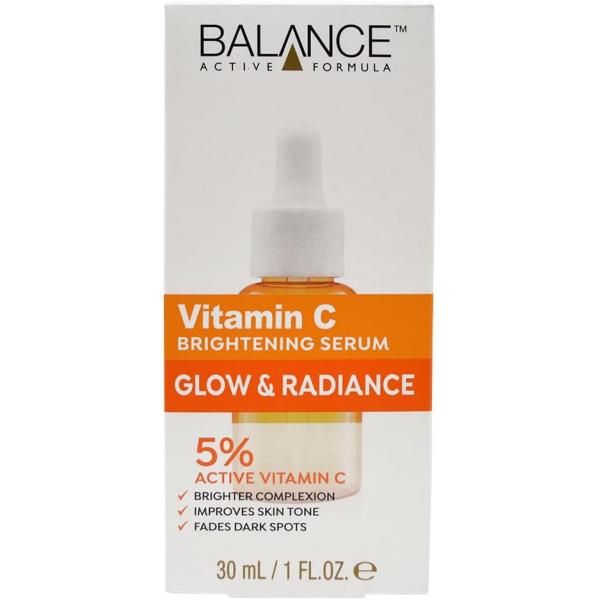 BALANCE™
ACTIVE FORMULA
Vitamin C
BRIGHTENING SERUM
GLOW & RADIANCE
5%
ACTIVE VITAMIN C
✓ BRIGHTER COMPLEXION
✓ IMPROVES SKIN TONE
✓ FADES DARK SPOTS
30 mL / 1 FL.OZ. ℮